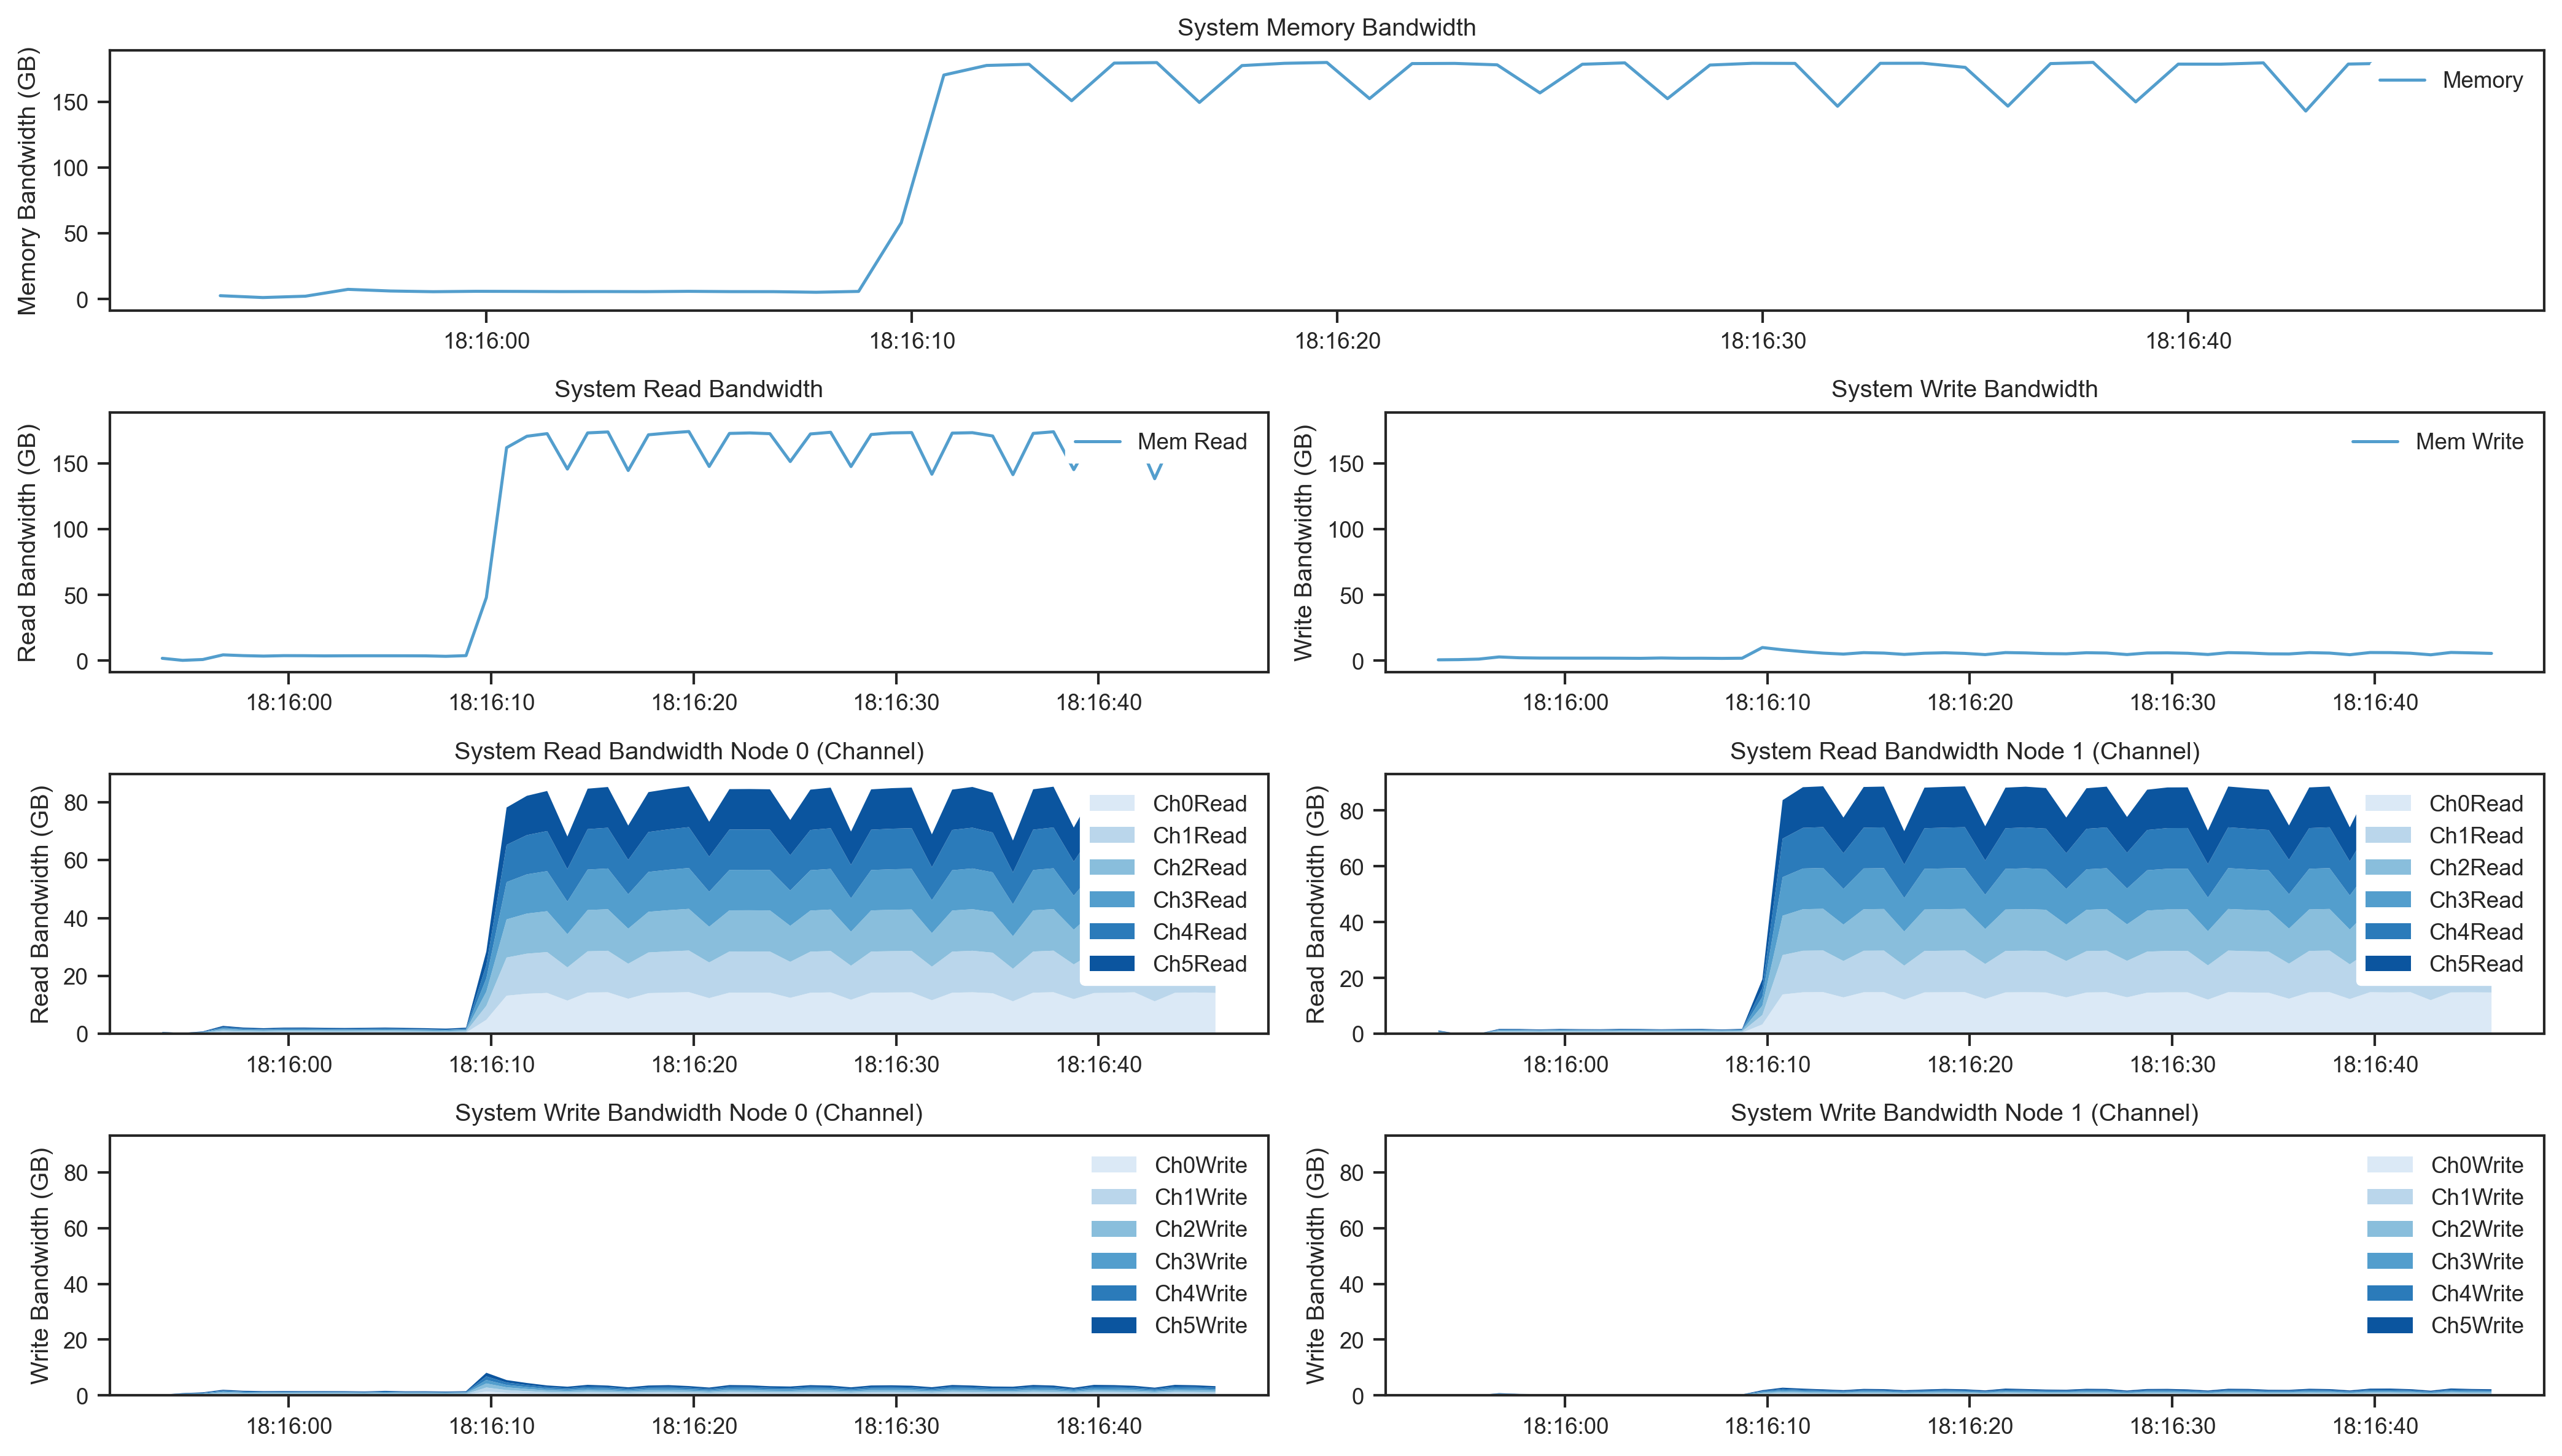 System Memory Bandwidth
Memory Bandwidth (GB)
150
100
50
0
Memory
18:16:00 18:16:10 18:16:20 18:16:30 18:16:40
System Read Bandwidth
Read Bandwidth (GB)
150
100
50
0
Mem Read
18:16:00 18:16:10 18:16:20 18:16:30 18:16:40
System Write Bandwidth
Write Bandwidth (GB)
150
100
50
0
Mem Write
18:16:00 18:16:10 18:16:20 18:16:30 18:16:40
System Read Bandwidth Node 0 (Channel)
Read Bandwidth (GB)
80
60
40
20
0
Ch0Read
Ch1Read
Ch2Read
Ch3Read
Ch4Read
Ch5Read
18:16:00 18:16:10 18:16:20 18:16:30 18:16:40
System Read Bandwidth Node 1 (Channel)
Read Bandwidth (GB)
80
60
40
20
0
Ch0Read
Ch1Read
Ch2Read
Ch3Read
Ch4Read
Ch5Read
18:16:00 18:16:10 18:16:20 18:16:30 18:16:40
System Write Bandwidth Node 0 (Channel)
Write Bandwidth (GB)
80
60
40
20
0
Ch0Write
Ch1Write
Ch2Write
Ch3Write
Ch4Write
Ch5Write
18:16:00 18:16:10 18:16:20 18:16:30 18:16:40
System Write Bandwidth Node 1 (Channel)
Write Bandwidth (GB)
80
60
40
20
0
Ch0Write
Ch1Write
Ch2Write
Ch3Write
Ch4Write
Ch5Write
18:16:00 18:16:10 18:16:20 18:16:30 18:16:40